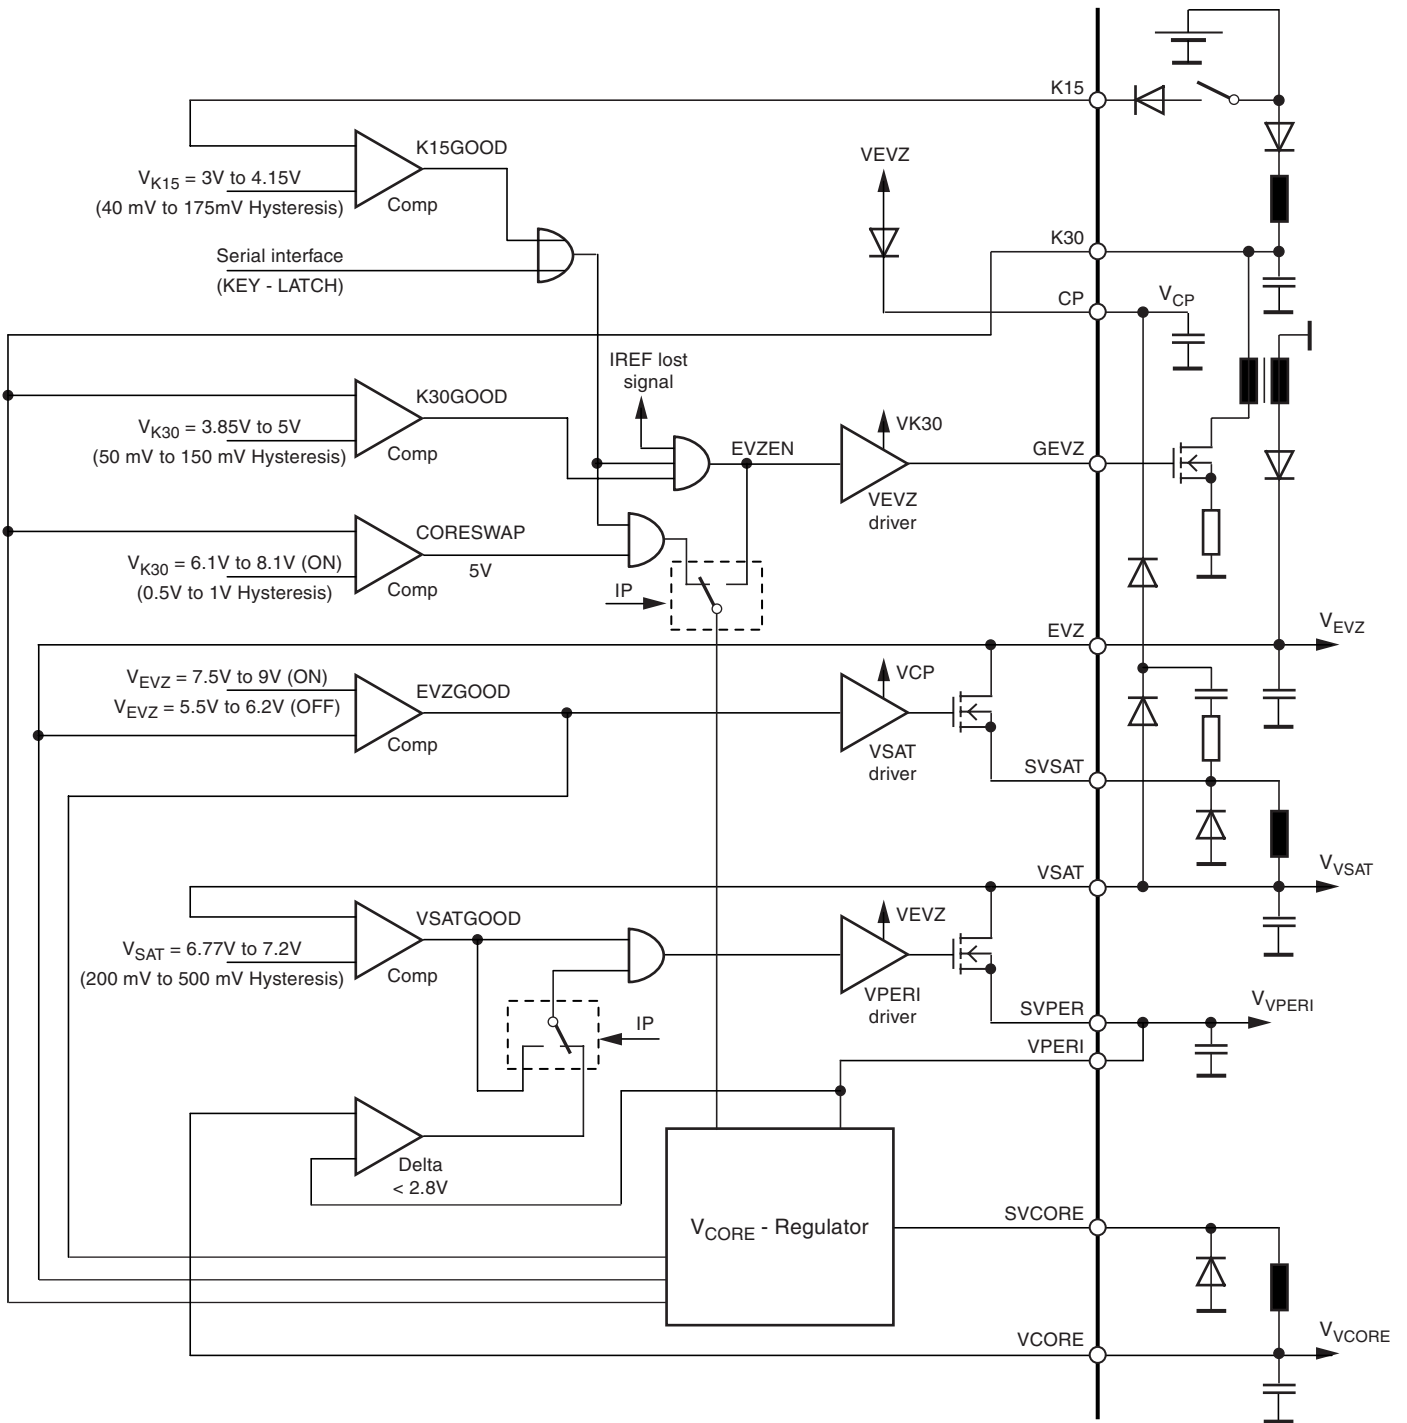 K15
K15GOOD
VEVZ
VK15 = 3V to 4.15V
(40 mV to 175mV Hysteresis)
Comp
K30
Serial interface
(KEY - LATCH)
CP
VCP
IREF lost
signal
K30GOOD
VK30 = 3.85V to 5V
(50 mV to 150 mV Hysteresis)
Comp
EVZEN
VK30
GEVZ
VEVZ
driver
CORESWAP
5V
VK30 = 6.1V to 8.1V (ON)
(0.5V to 1V Hysteresis)
Comp
IP
EVZ
VEVZ
VEVZ = 7.5V to 9V (ON)
VEVZ = 5.5V to 6.2V (OFF)
EVZGOOD
Comp
VCP
VSAT
driver
SVSAT
VSAT
VVSAT
VSATGOOD
VSAT = 6.77V to 7.2V
(200 mV to 500 mV Hysteresis)
Comp
VEVZ
VPERI
driver
SVPER
VVPERI
IP
VPERI
Delta
< 2.8V
VCORE - Regulator
SVCORE
VCORE
VVCORE